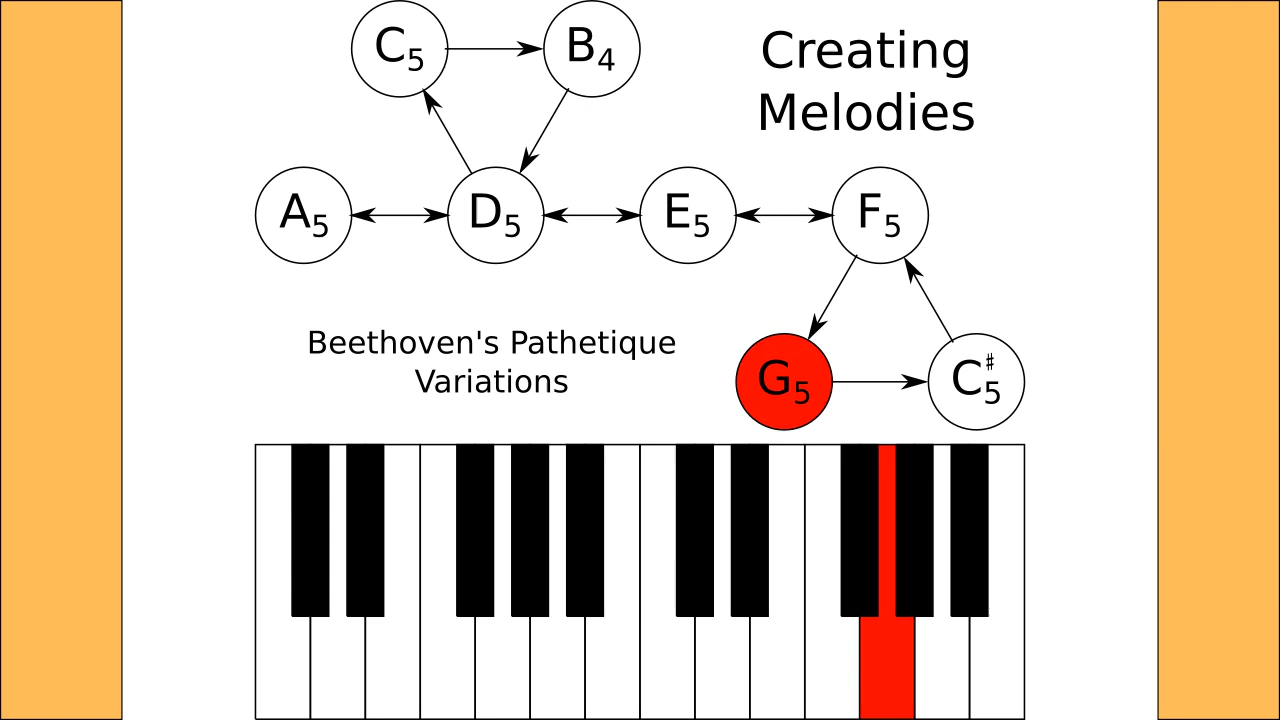 C5
B4
Creating
Melodies
A5
D5
E5
F5
Beethoven's Pathetique
Variations
G5
C♯5